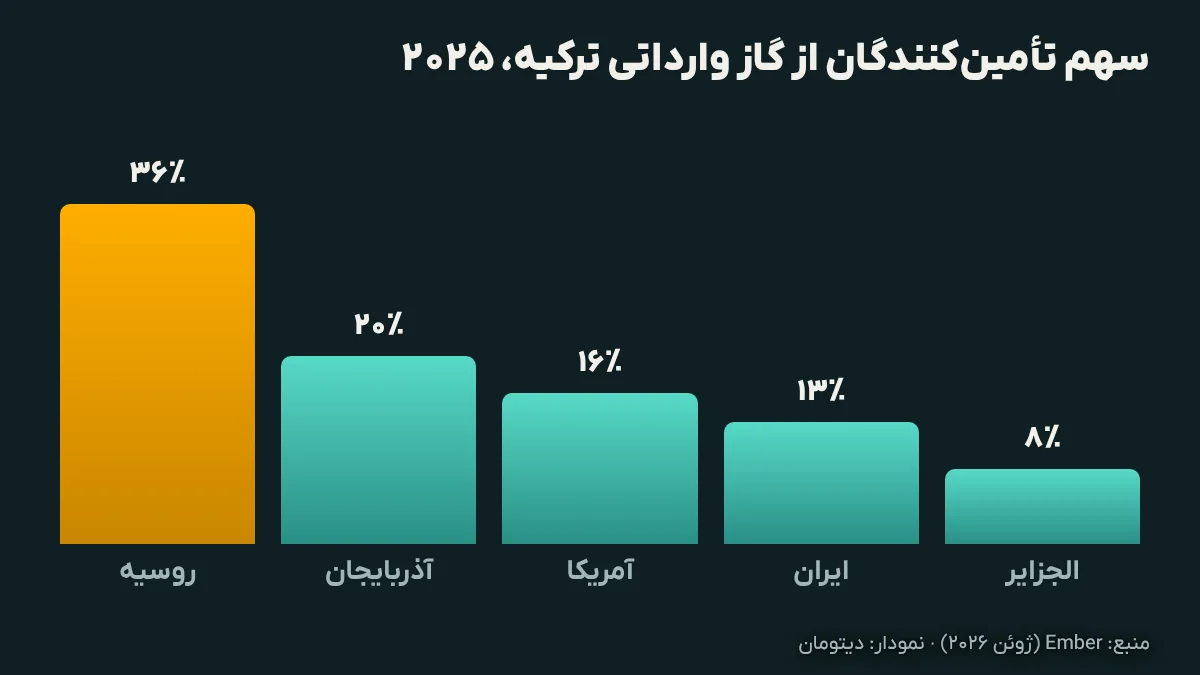 سهم تأمین‌کنندگان از گاز وارداتی ترکیه، ۲۰۲۵
۳۶٪
۲۰٪
۱۶٪
۱۳٪
۸٪
روسیه
آذربایجان
آمریکا
ایران
الجزایر
منبع: Ember (ژوئن ۲۰۲۶) · نمودار: دیتومان